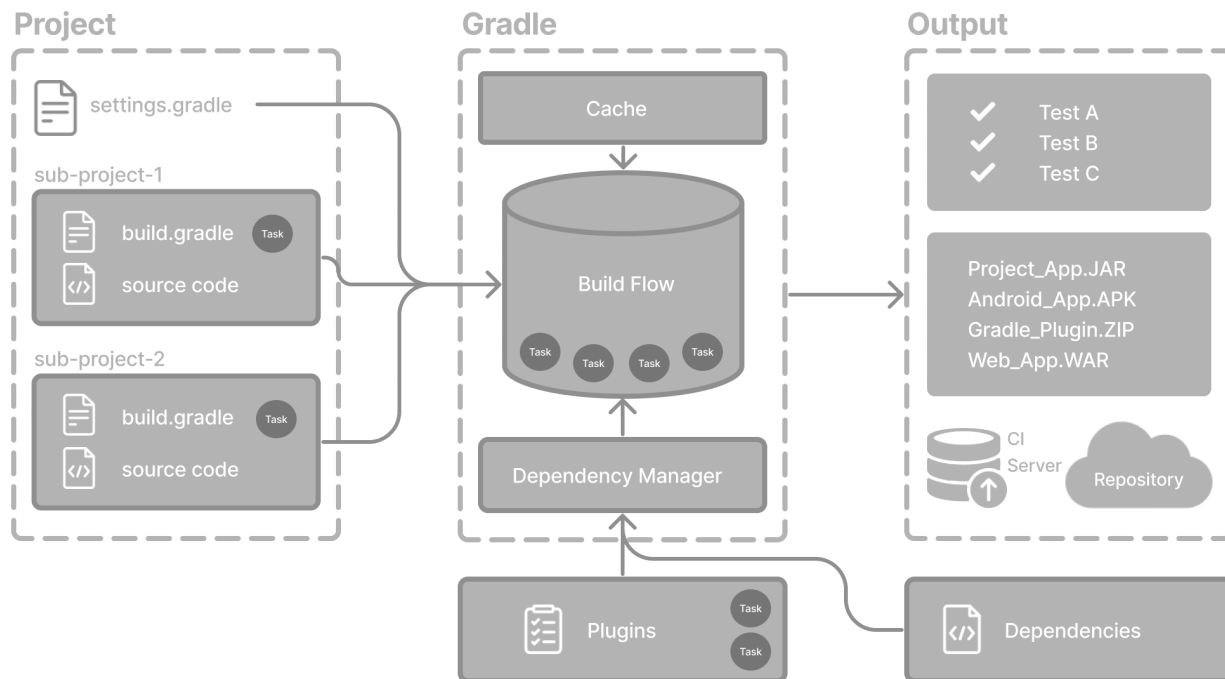 Project
settings.gradle
sub-project-1
build.gradle
Task
source code
sub-project-2
build.gradle
Task
source code
Gradle
Cache
Build Flow
Task
Task
Task
Task
Dependency Manager
Plugins
Task
Task
Output
Test A
Test B
Test C
Project_App.JAR
Android_App.APK
Gradle_Plugin.ZIP
Web_App.WAR
CI
Server
Repository
Dependencies